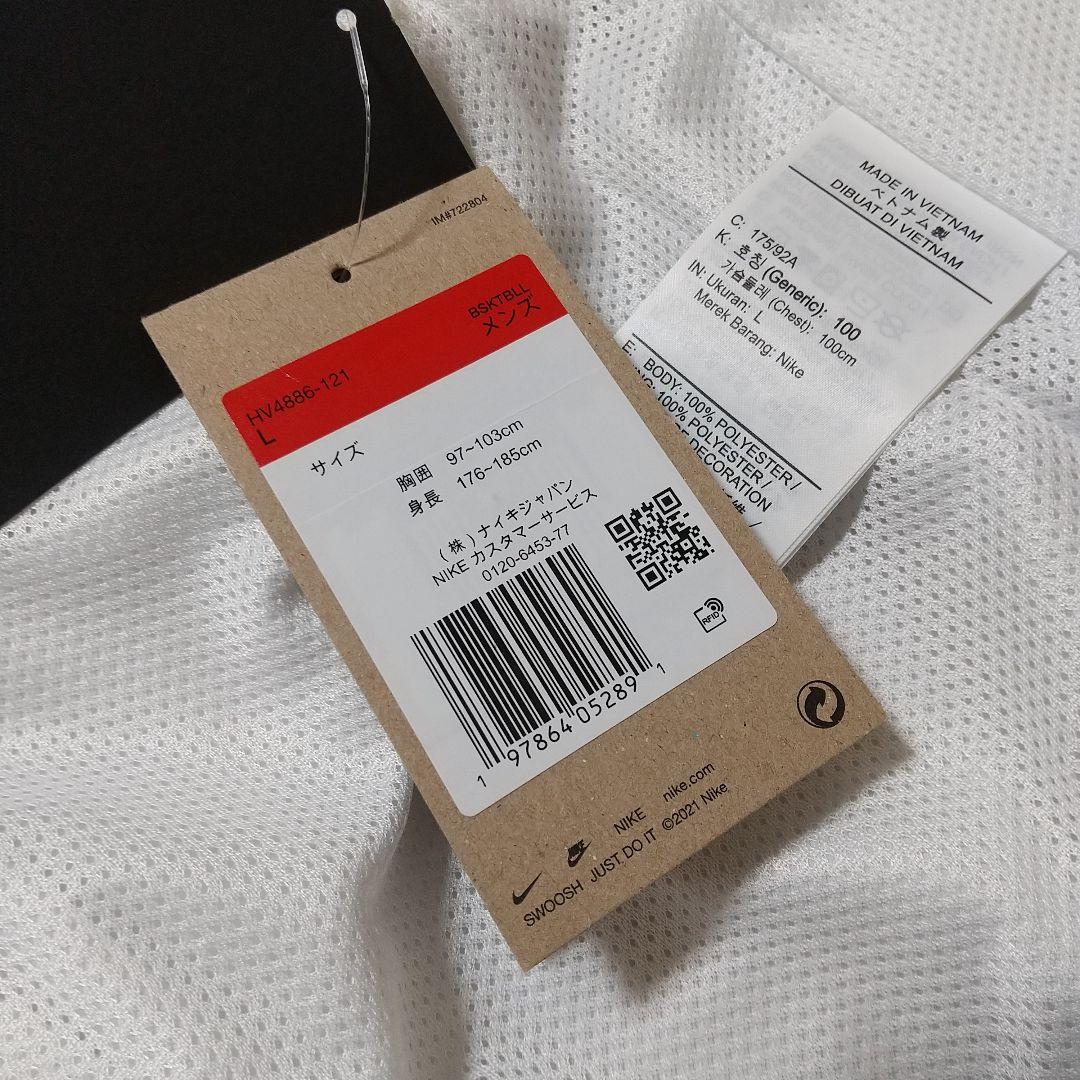 IM#722804
BSKTBLL
メンズ
HV4886-121
L
サイズ
胸囲 97~103cm
身長 176~185cm
(株)ナイキジャパン
NIKE カスタマーサービス
0120-6453-77
RFID
1 97864 05289 1
NIKE nike.com
SWOOSH JUST DO IT ©2021 Nike
MADE IN VIETNAM
ベトナム製
DIBUAT DI VIETNAM
C: 175/92A
K: 호칭 (Generic): 100
가슴둘레 (Chest): 100cm
IN: Ukuran: L
Merek Barang: Nike
E: BODY: 100% POLYESTER /
100% POLYESTER /
DECORATION